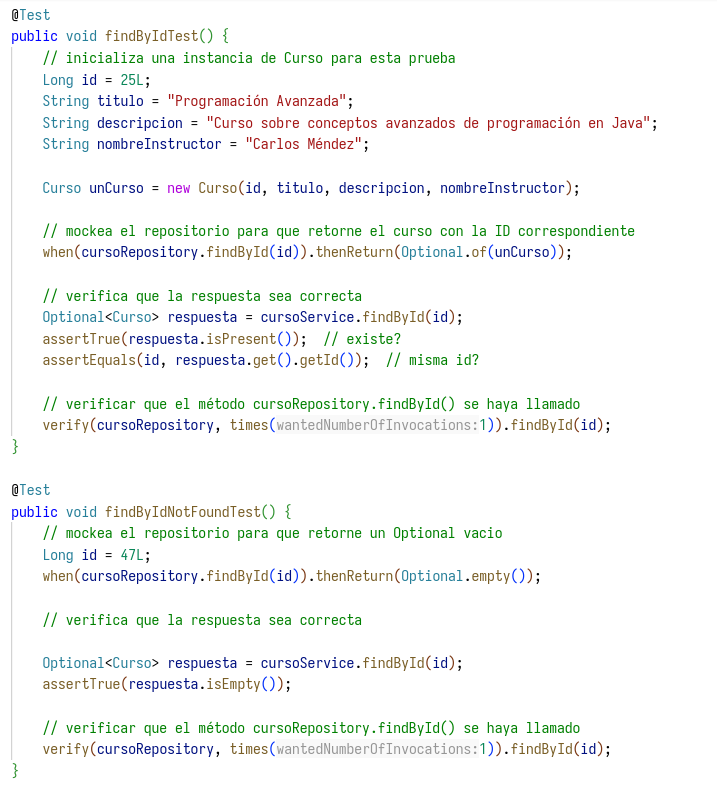 @Test
public void findByIdTest() {
// inicializa una instancia de Curso para esta prueba
Long id = 25L;
String titulo = "Programación Avanzada";
String descripcion = "Curso sobre conceptos avanzados de programación en Java";
String nombreInstructor = "Carlos Méndez";
Curso unCurso = new Curso(id, titulo, descripcion, nombreInstructor);
// mockea el repositorio para que retorne el curso con la ID correspondiente
when(cursoRepository.findById(id)).thenReturn(Optional.of(unCurso));
// verifica que la respuesta sea correcta
Optional<Curso> respuesta = cursoService.findById(id);
assertTrue(respuesta.isPresent());  // existe?
assertEquals(id, respuesta.get().getId());  // misma id?
// verificar que el método cursoRepository.findById() se haya llamado
verify(cursoRepository, times(wantedNumberOfInvocations:1)).findById(id);
}
@Test
public void findByIdNotFoundTest() {
// mockea el repositorio para que retorne un Optional vacio
Long id = 47L;
when(cursoRepository.findById(id)).thenReturn(Optional.empty());
// verifica que la respuesta sea correcta
Optional<Curso> respuesta = cursoService.findById(id);
assertTrue(respuesta.isEmpty());
// verificar que el método cursoRepository.findById() se haya llamado
verify(cursoRepository, times(wantedNumberOfInvocations:1)).findById(id);
}